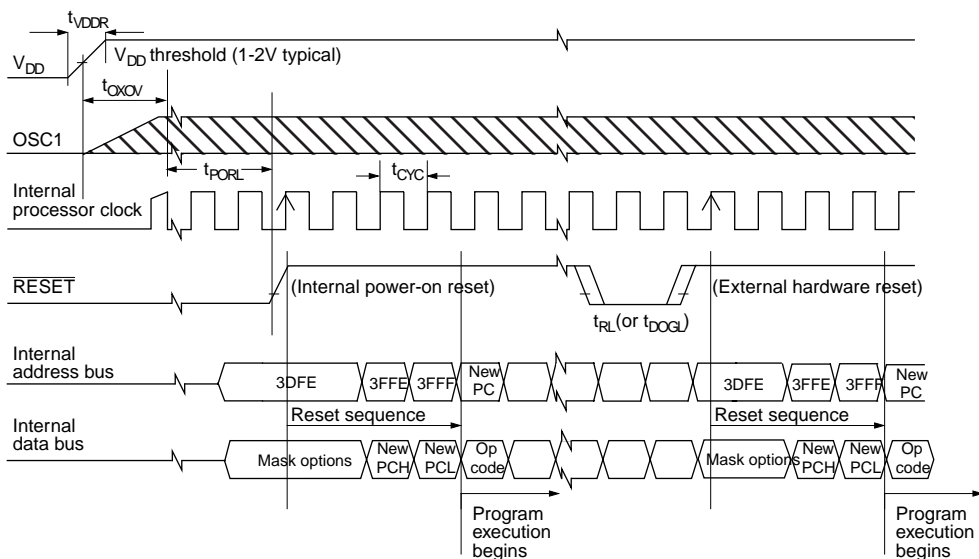 tVDDR
VDD
VDD threshold (1-2V typical)
tOXOV
OSC1
tPORL
tCYC
Internal
processor clock
RESET
(Internal power-on reset)
(External hardware reset)
tRL(or tDOGL)
Internal
address bus
3DFE
3FFE
3FFF
New
PC
3DFE
3FFE
3FFF
New
PC
Reset sequence
Reset sequence
Internal
data bus
Mask options
New
PCH
New
PCL
Op
code
Mask options
New
PCH
New
PCL
Op
code
Program
execution
begins
Program
execution
begins